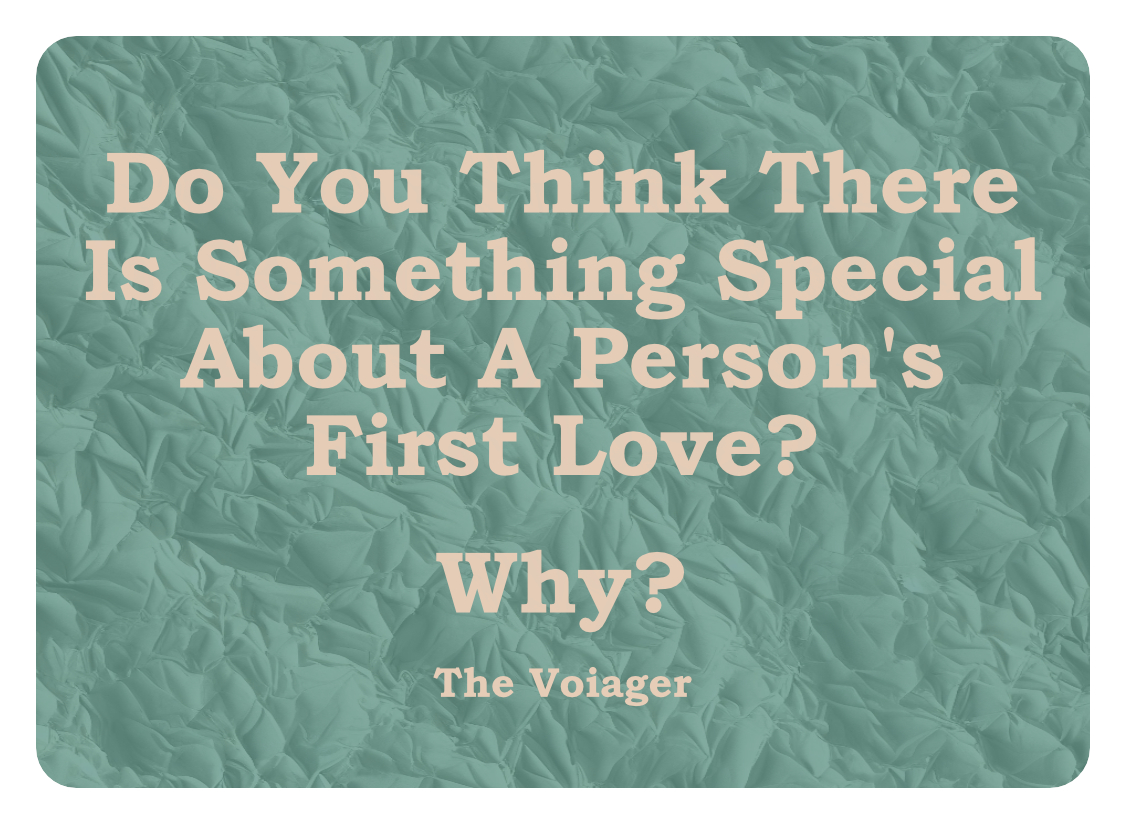 Do You Think There
Is Something Special
About A Person's
First Love?
Why?
The Voiager